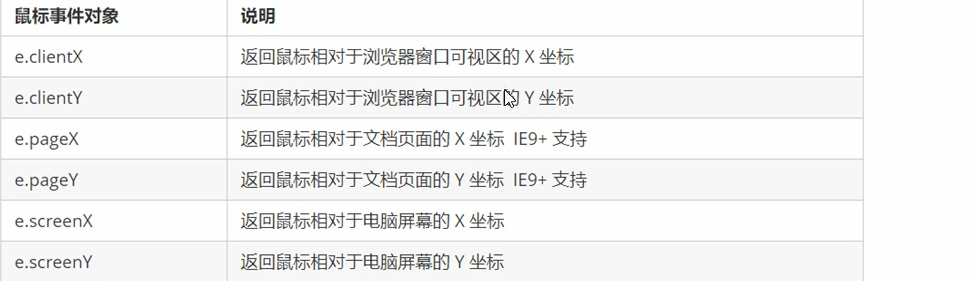 鼠标事件对象 说明
e.clientX 返回鼠标相对于浏览器窗口可视区的 X 坐标
e.clientY 返回鼠标相对于浏览器窗口可视区的 Y 坐标
e.pageX 返回鼠标相对于文档页面的 X 坐标 IE9+ 支持
e.pageY 返回鼠标相对于文档页面的 Y 坐标 IE9+ 支持
e.screenX 返回鼠标相对于电脑屏幕的 X 坐标
e.screenY 返回鼠标相对于电脑屏幕的 Y 坐标